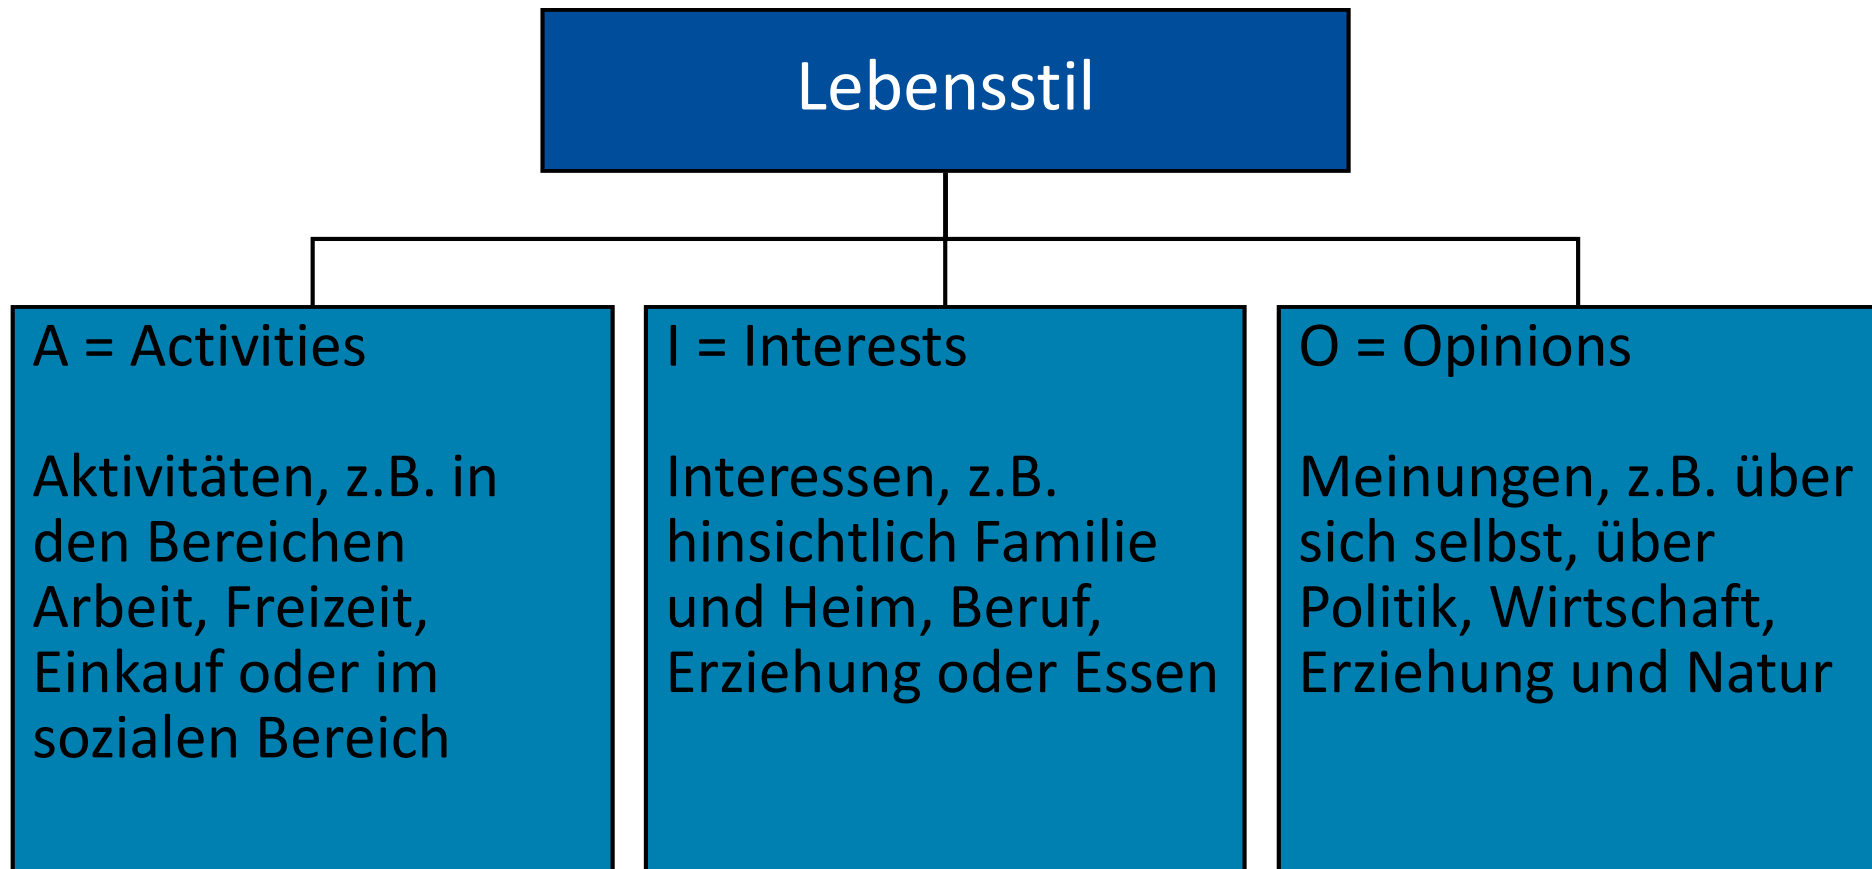 Lebensstil
A = Activities
Aktivitäten, z.B. in
den Bereichen
Arbeit, Freizeit,
Einkauf oder im
sozialen Bereich
I = Interests
Interessen, z.B.
hinsichtlich Familie
und Heim, Beruf,
Erziehung oder Essen
O = Opinions
Meinungen, z.B. über
sich selbst, über
Politik, Wirtschaft,
Erziehung und Natur